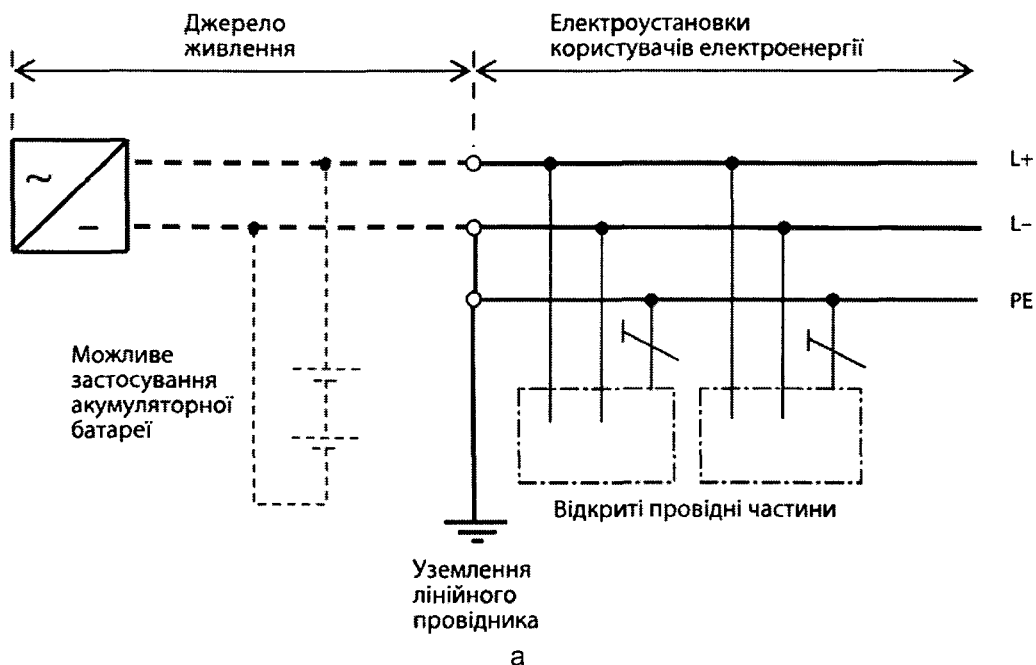 Джерело
живлення
Електроустановки
користувачів електроенергії
~
–
L+
L–
PE
Можливе
застосування
акумуляторної
батареї
Відкриті провідні частини
Уземлення
лінійного
провідника
а